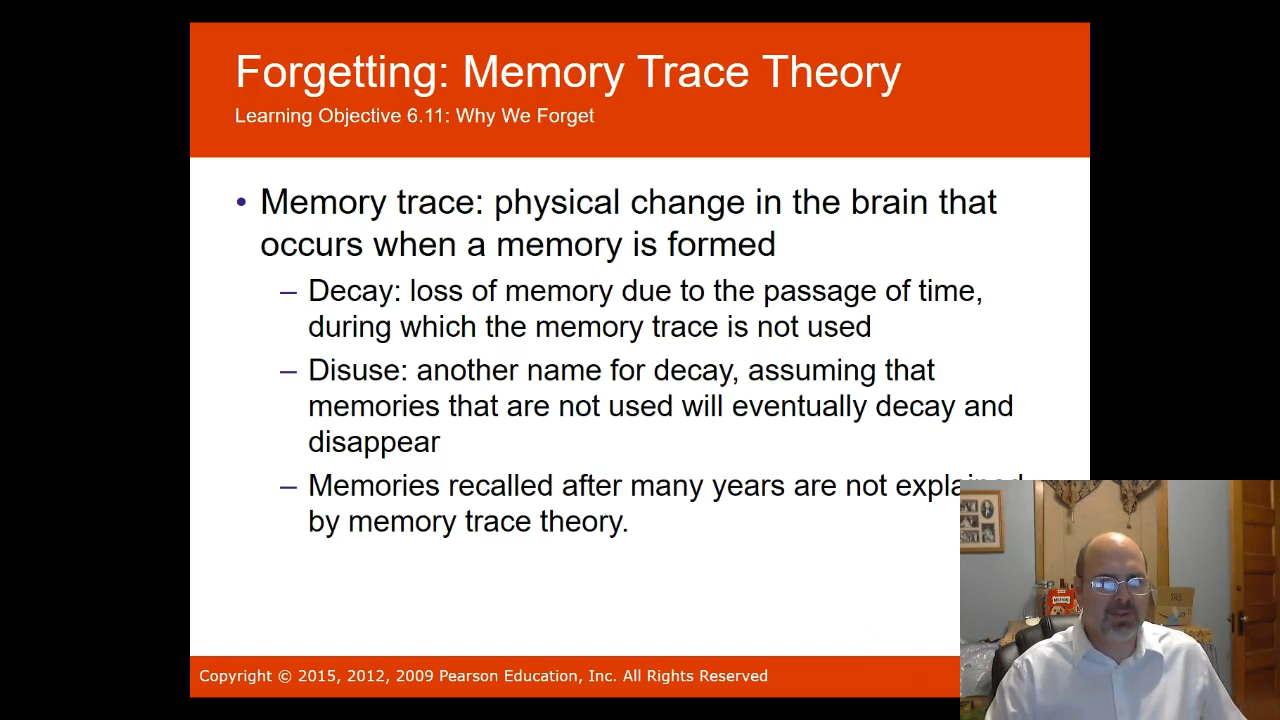 Forgetting: Memory Trace Theory
Learning Objective 6.11: Why We Forget
• Memory trace: physical change in the brain that
occurs when a memory is formed
– Decay: loss of memory due to the passage of time,
during which the memory trace is not used
– Disuse: another name for decay, assuming that
memories that are not used will eventually decay and
disappear
– Memories recalled after many years are not explained
by memory trace theory.
Copyright © 2015, 2012, 2009 Pearson Education, Inc. All Rights Reserved